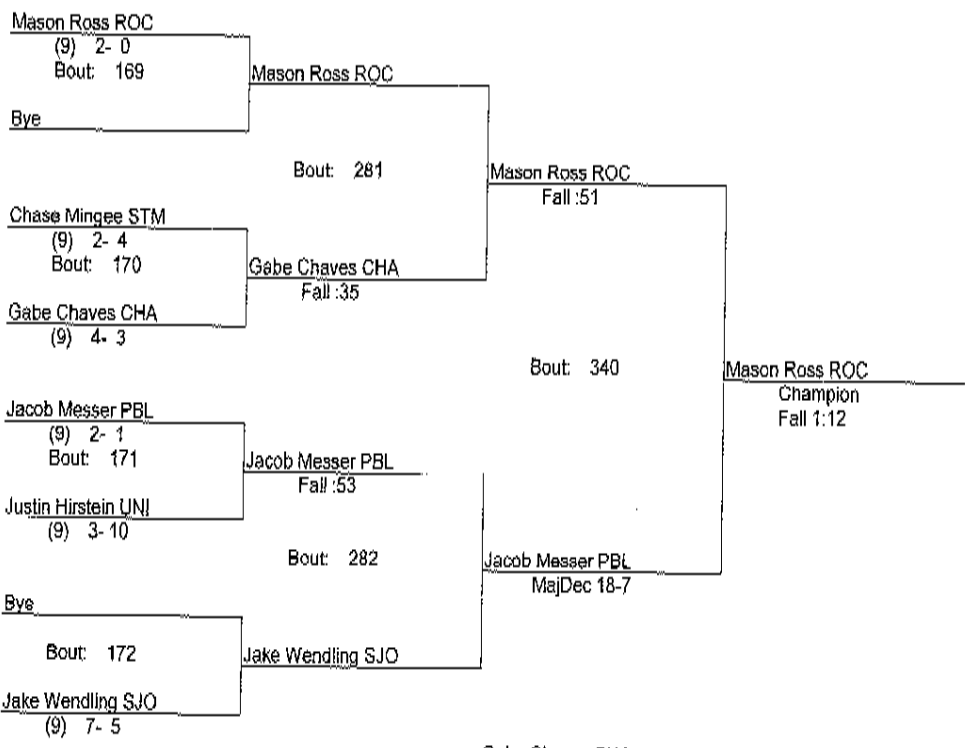 Mason Ross ROC
(9) 2- 0
Bout: 169
Mason Ross ROC
Bye
Bout: 281
Mason Ross ROC
Fall :51
Chase Mingee STM
(9) 2- 4
Bout: 170
Gabe Chaves CHA
Fall :35
Gabe Chaves CHA
(9) 4- 3
Bout: 340
Mason Ross ROC
Champion
Fall 1:12
Jacob Messer PBL
(9) 2- 1
Bout: 171
Jacob Messer PBL
Fall :53
Justin Hirstein UNI
(9) 3- 10
Bout: 282
Jacob Messer PBL
MajDec 18-7
Bye
Bout: 172
Jake Wendling SJO
Jake Wendling SJO
(9) 7- 5